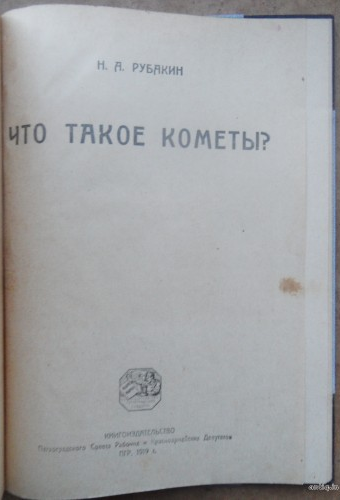 Н. А. РУБАКИН
ЧТО ТАКОЕ КОМЕТЫ?
КНИГОИЗДАТЕЛЬСТВО
Петроградского Совета Рабочих и Красноармейских Депутатов
ПГР. 1919 г.